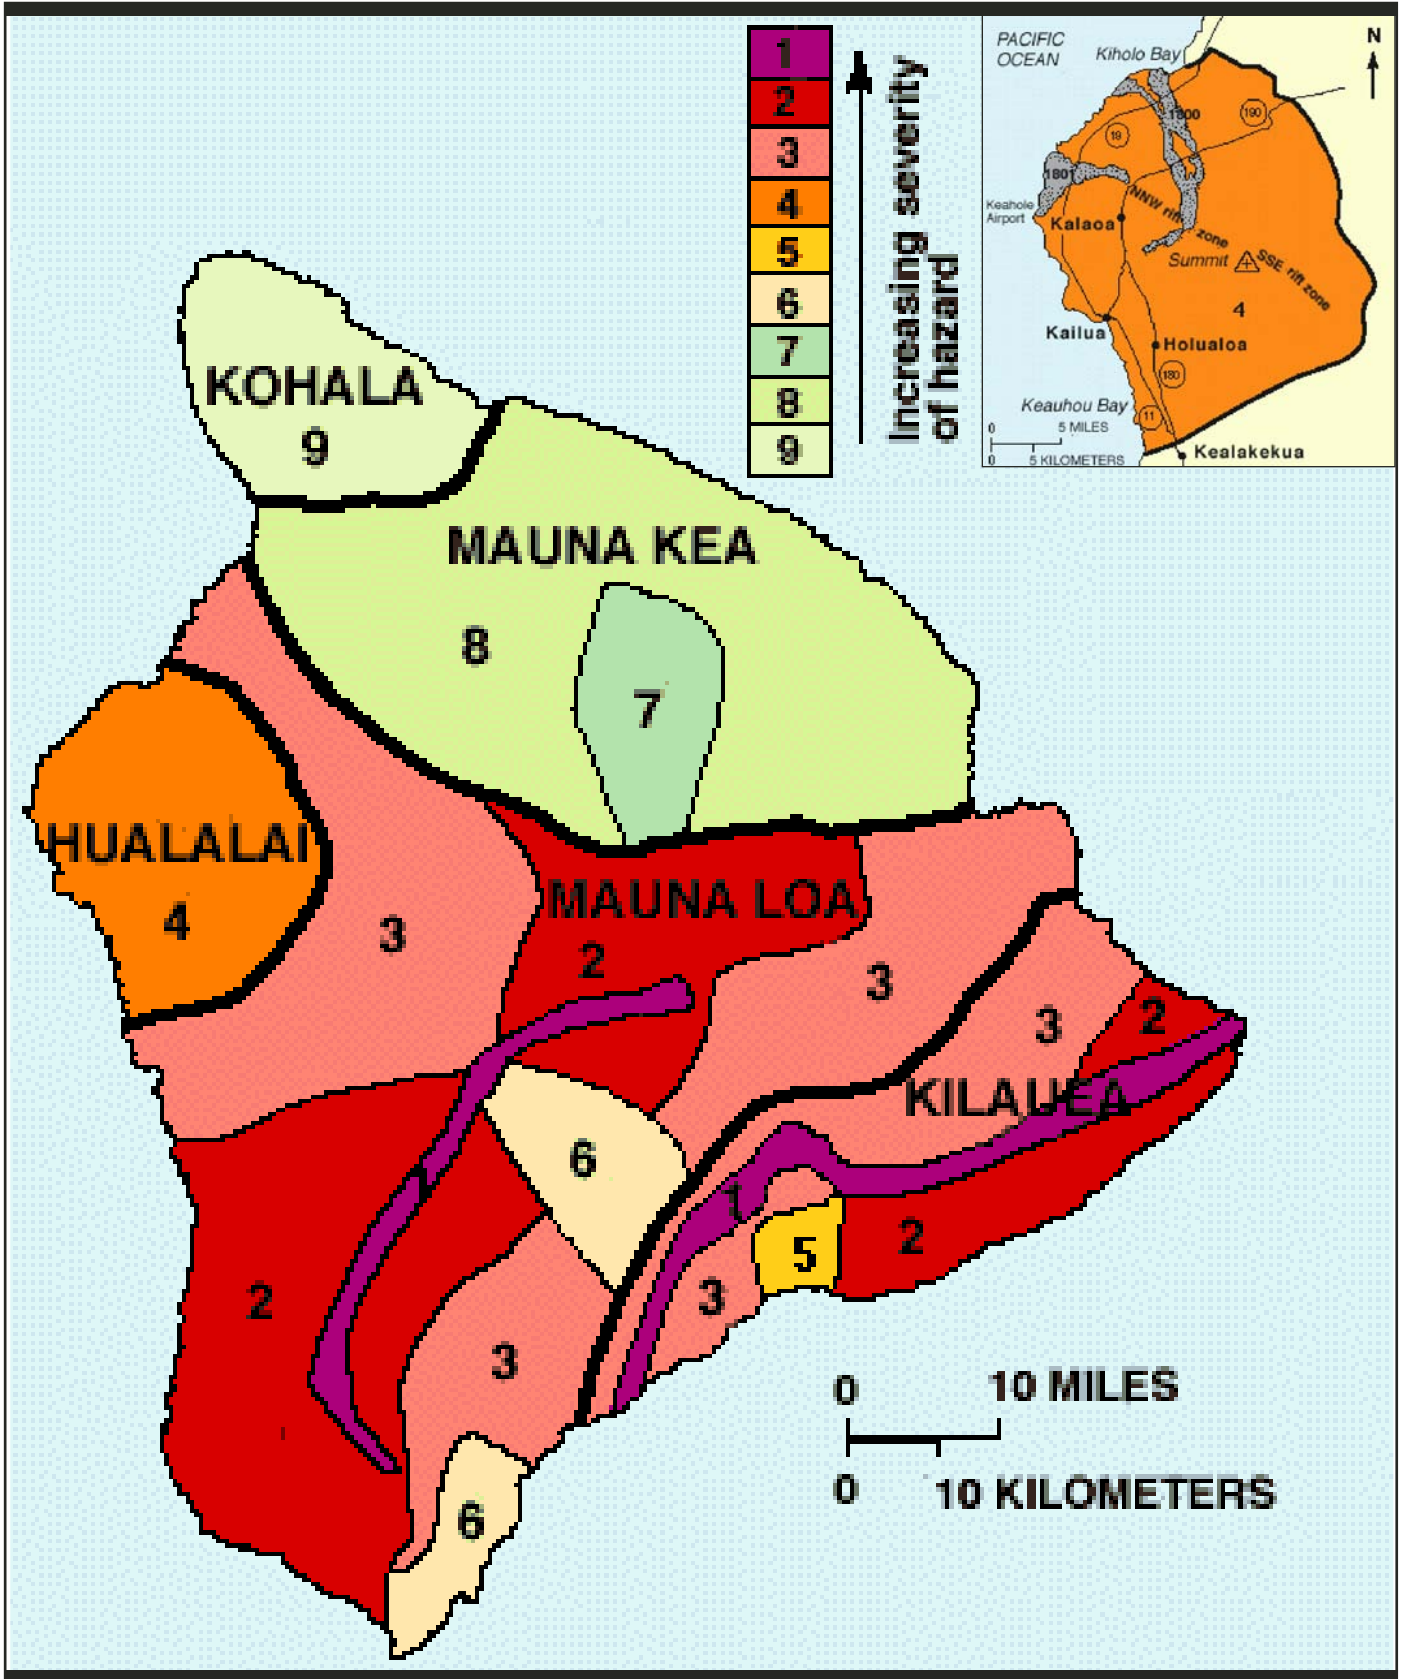 1
2
3
4
5
6
7
8
9
Increasing severity
of hazard
PACIFIC
OCEAN
Kiholo Bay
N
1800
190
19
1801
Keahole
Airport
NNW rift zone
Kalaoa
Summit
SSE rift zone
4
Kailua
Holualoa
180
Keauhou Bay
11
0 5 MILES
0 5 KILOMETERS
Kealakekua
KOHALA
9
MAUNA KEA
8
7
HUALALAI
4
3
MAUNA LOA
2
3
3
2
KILAUEA
6
1
2
5
3
2
3
6
0 10 MILES
0 10 KILOMETERS